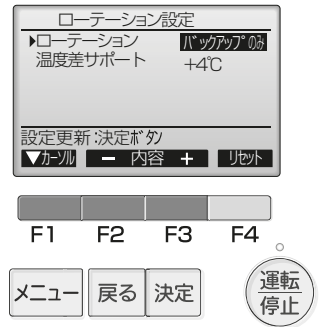 ローテーション設定
▶ローテーション バックアップのみ
温度差サポート +4℃
設定更新:決定ボタン
▼カーソル － 内容 ＋ リセット
F1 F2 F3 F4
メニュー 戻る 決定 運転
停止